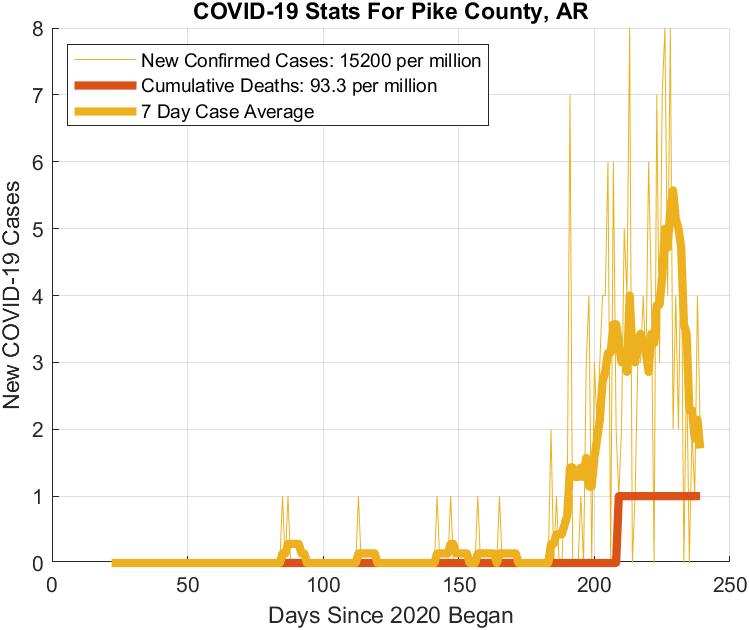 COVID-19 Stats For Pike County, AR
New Confirmed Cases: 15200 per million
Cumulative Deaths: 93.3 per million
7 Day Case Average
New COVID-19 Cases
8
7
6
5
4
3
2
1
0
0 50 100 150 200 250
Days Since 2020 Began